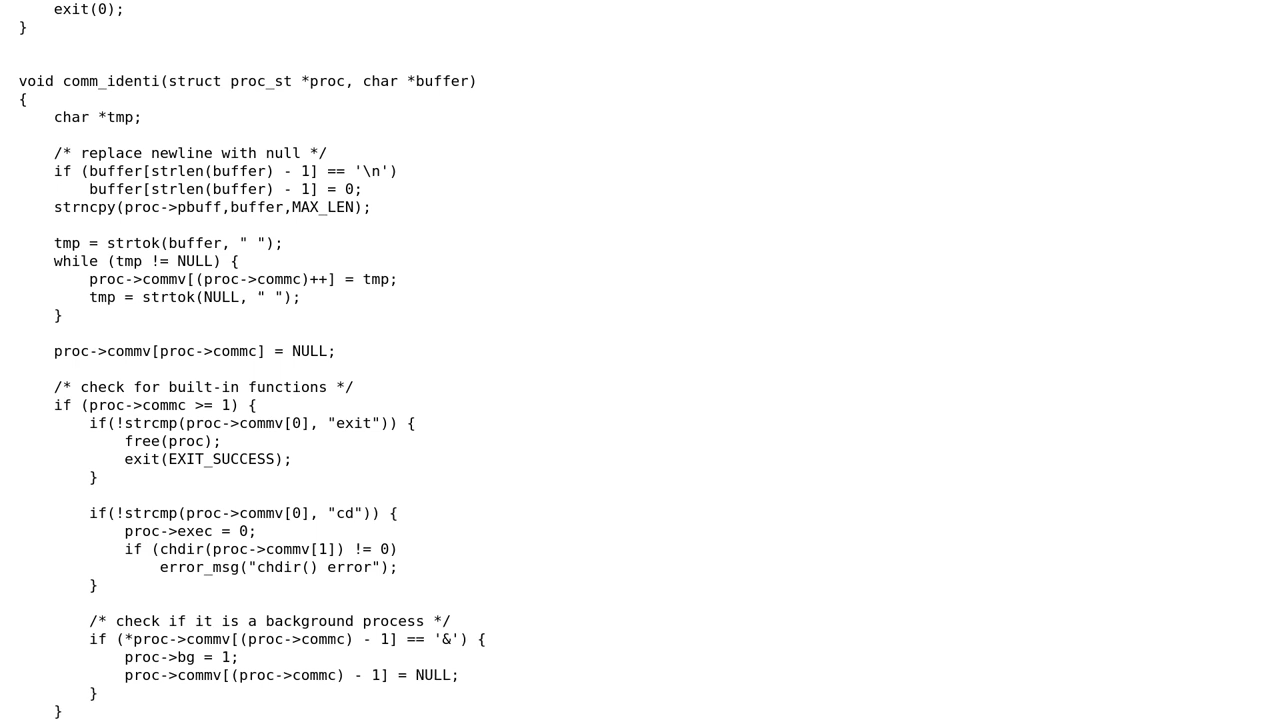 exit(0);
}

void comm_identi(struct proc_st *proc, char *buffer)
{
    char *tmp;

    /* replace newline with null */
    if (buffer[strlen(buffer) - 1] == '\n')
        buffer[strlen(buffer) - 1] = 0;
    strncpy(proc->pbuff,buffer,MAX_LEN);

    tmp = strtok(buffer, " ");
    while (tmp != NULL) {
        proc->commv[(proc->commc)++] = tmp;
        tmp = strtok(NULL, " ");
    }

    proc->commv[proc->commc] = NULL;

    /* check for built-in functions */
    if (proc->commc >= 1) {
        if(!strcmp(proc->commv[0], "exit")) {
            free(proc);
            exit(EXIT_SUCCESS);
        }

        if(!strcmp(proc->commv[0], "cd")) {
            proc->exec = 0;
            if (chdir(proc->commv[1]) != 0)
                error_msg("chdir() error");
        }

        /* check if it is a background process */
        if (*proc->commv[(proc->commc) - 1] == '&') {
            proc->bg = 1;
            proc->commv[(proc->commc) - 1] = NULL;
        }
    }